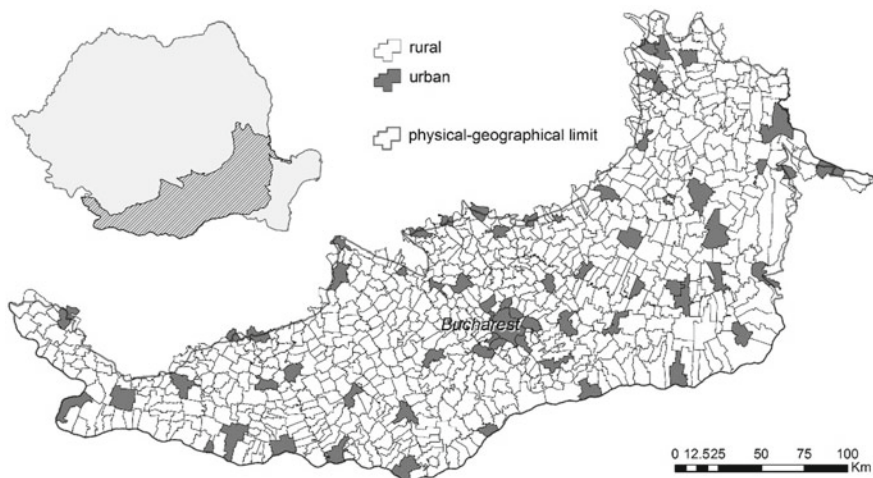 rural
urban
physical-geographical limit
Bucharest
0 12.525 50 75 100
Km